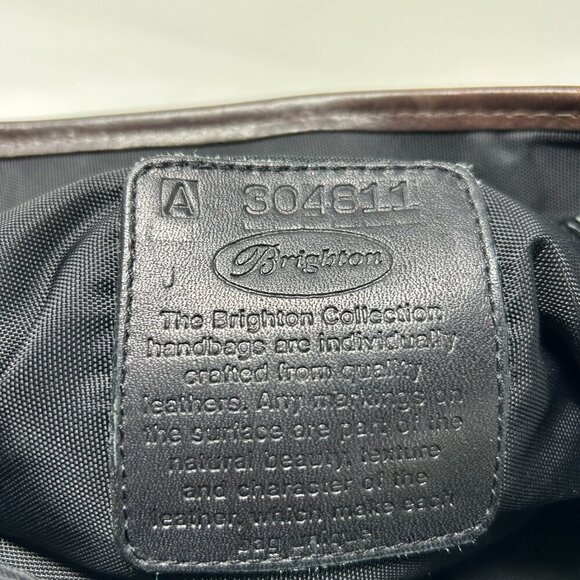 A 304811
Brighton
J
The Brighton Collection
handbags are individually
crafted from quality
leathers. Any markings on
the surface are part of the
natural beauty, texture
and character of the
leather, which make each
bag